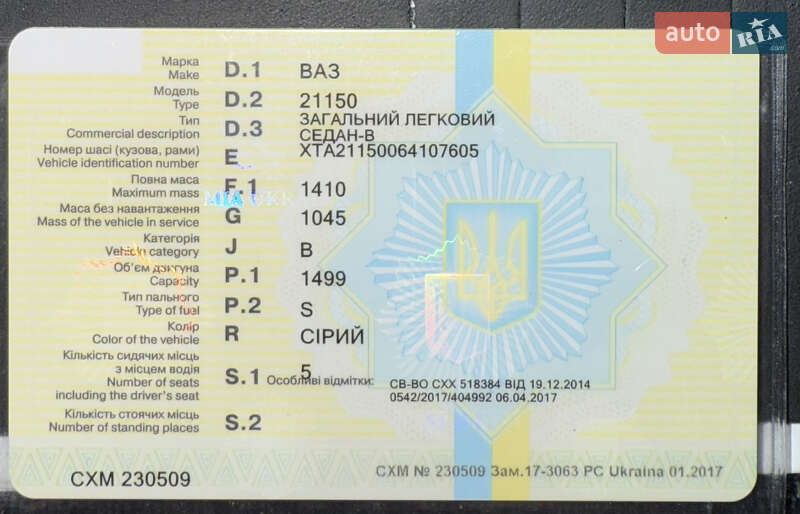 auto RIA.com
Марка
Make D.1 ВАЗ
Модель
Type D.2 21150
Тип
Commercial description D.3 ЗАГАЛЬНИЙ ЛЕГКОВИЙ
СЕДАН-В
Номер шасі (кузова, рами)
Vehicle identification number E XTA21150064107605
Повна маса
Maximum mass F.1 1410
Маса без навантаження
Mass of the vehicle in service G 1045
Категорія
Vehicle category J B
Об'єм двигуна
Capacity P.1 1499
Тип пального
Type of fuel P.2 S
Колір
Color of the vehicle R СІРИЙ
Кількість сидячих місць
з місцем водія
Number of seats
including the driver's seat S.1 5
Особливі відмітки: СВ-ВО СХХ 518384 ВІД 19.12.2014
0542/2017/404992 06.04.2017
Кількість стоячих місць
Number of standing places S.2
СХМ 230509
СХМ № 230509 Зам.17-3063 PC Ukraina 01.2017